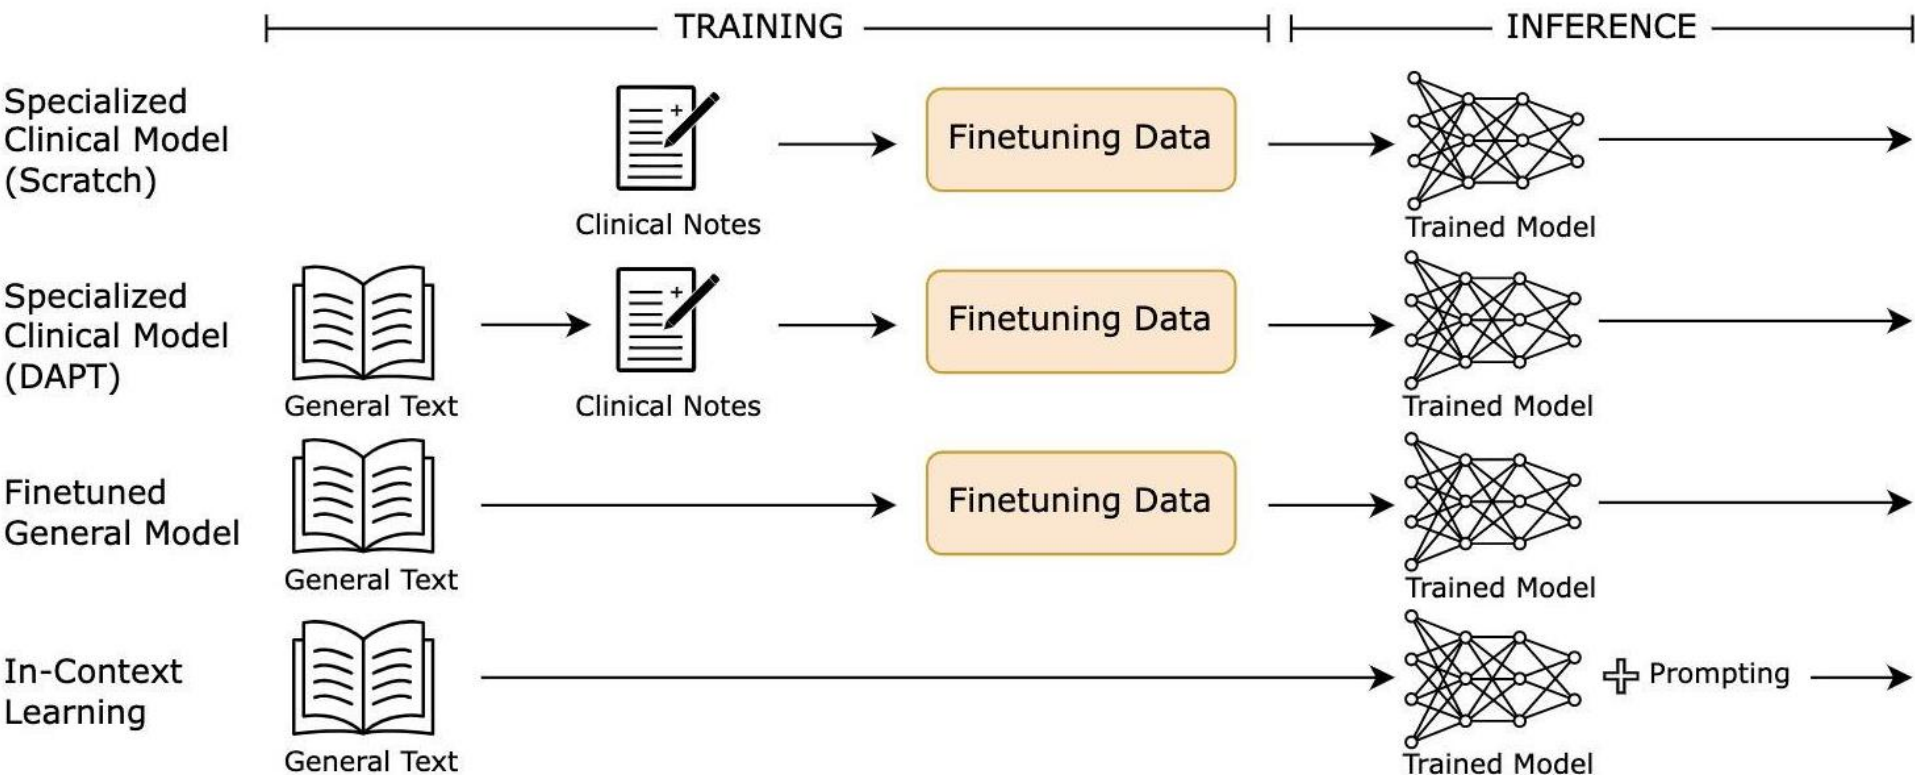 TRAINING
INFERENCE
Specialized
Clinical Model
(Scratch)
Clinical Notes
Finetuning Data
Trained Model
Specialized
Clinical Model
(DAPT)
General Text
Clinical Notes
Finetuning Data
Trained Model
Finetuned
General Model
General Text
Finetuning Data
Trained Model
In-Context
Learning
General Text
Trained Model
Prompting